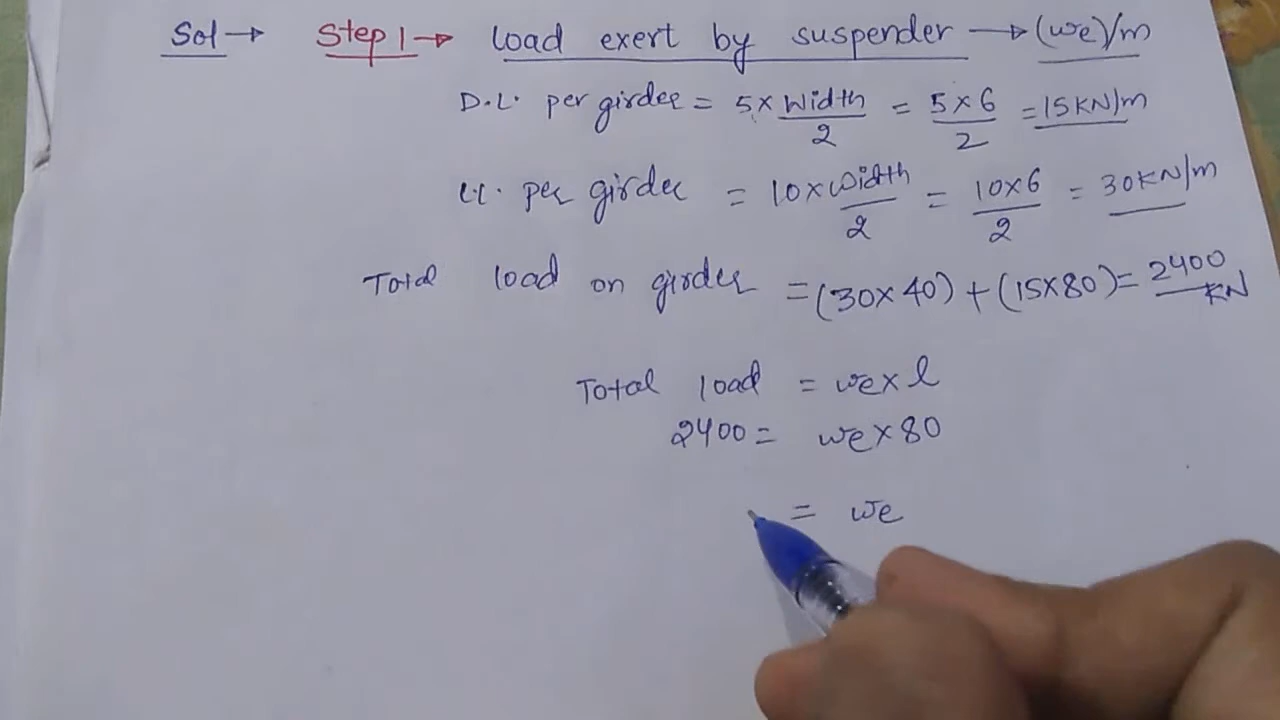 Sol → Step 1 → load exert by suspender → (we)/m
D.L. per girder = 5 x Width/2 = 5 x 6/2 = 15 KN/m
LL. per girder = 10 x Width/2 = 10 x 6/2 = 30 KN/m
Total load on girder = (30 x 40) + (15 x 80) = 2400 KN
Total load = we x l
2400 = we x 80
= we